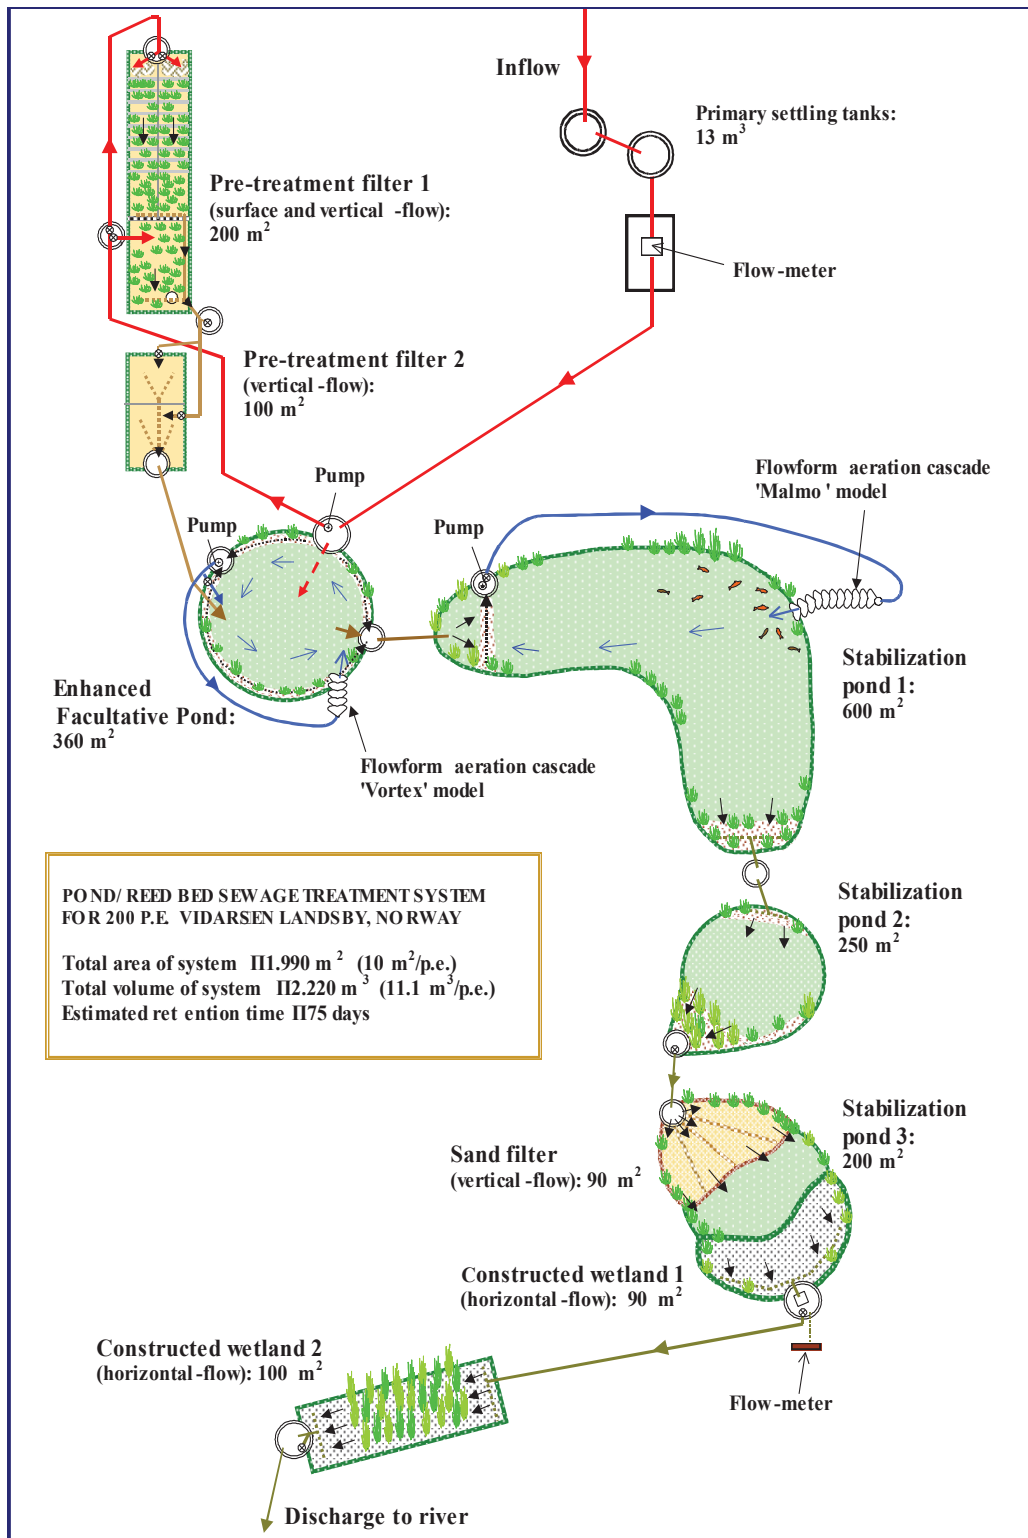 Inflow
Primary settling tanks:
13 m³
Pre-treatment filter 1
(surface and vertical -flow):
200 m²
Flow-meter
Pre-treatment filter 2
(vertical -flow):
100 m²
Pump
Flowform aeration cascade
'Malmo ' model
Pump
Pump
Stabilization
pond 1:
600 m²
Enhanced
Facultative Pond:
360 m²
Flowform aeration cascade
'Vortex' model
POND/ REED BED SEWAGE TREATMENT SYSTEM
FOR 200 P.E. VIDARSEN LANDSBY, NORWAY
Total area of system Π1.990 m² (10 m²/p.e.)
Total volume of system Π2.220 m³ (11.1 m³/p.e.)
Estimated ret ention time Π75 days
Stabilization
pond 2:
250 m²
Stabilization
pond 3:
200 m²
Sand filter
(vertical -flow): 90 m²
Constructed wetland 1
(horizontal -flow): 90 m²
Constructed wetland 2
(horizontal -flow): 100 m²
Flow-meter
Discharge to river